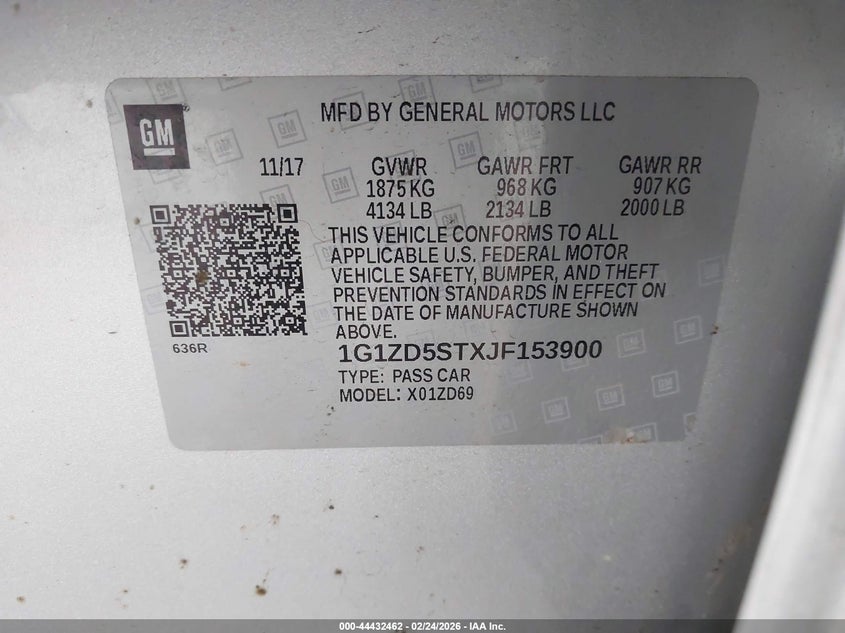 GM
MFD BY GENERAL MOTORS LLC
11/17 GVWR GAWR FRT GAWR RR
1875 KG 968 KG 907 KG
4134 LB 2134 LB 2000 LB
THIS VEHICLE CONFORMS TO ALL
APPLICABLE U.S. FEDERAL MOTOR
VEHICLE SAFETY, BUMPER, AND THEFT
PREVENTION STANDARDS IN EFFECT ON
THE DATE OF MANUFACTURE SHOWN
ABOVE.
636R
1G1ZD5STXJF153900
TYPE: PASS CAR
MODEL: X01ZD69
000-44432462 - 02/24/2026 - IAA Inc.